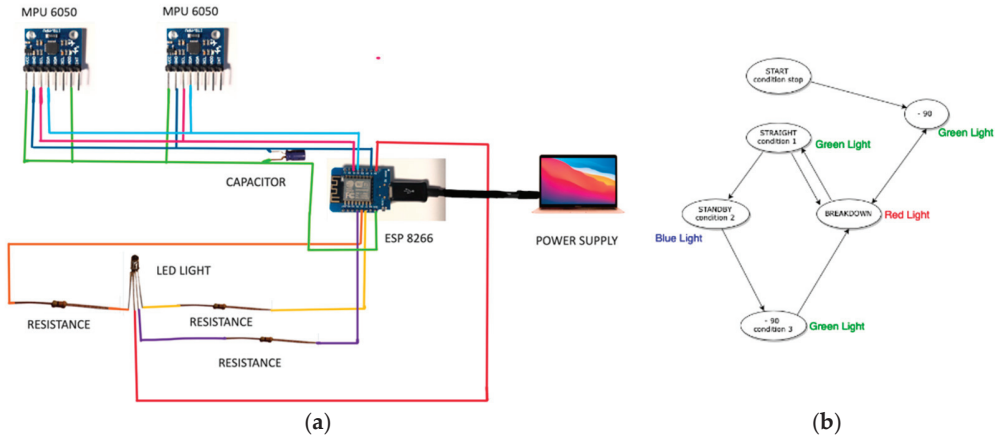 MPU 6050
MPU 6050
CAPACITOR
ESP 8266
POWER SUPPLY
LED LIGHT
RESISTANCE
RESISTANCE
RESISTANCE
(a)
START
condition stop
- 90
Green Light
STRAIGHT
condition 1
Green Light
STANDBY
condition 2
Blue Light
BREAKDOWN
Red Light
- 90
condition 3
Green Light
(b)